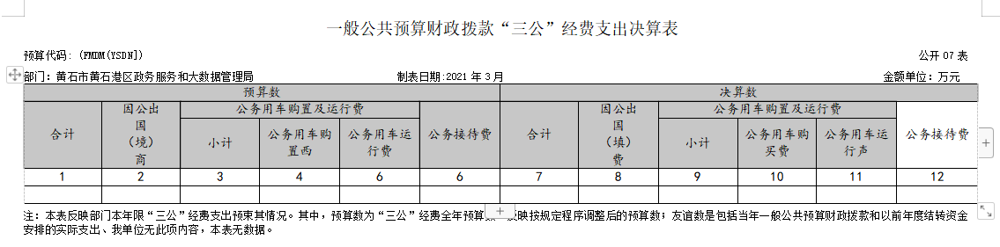 一般公共预算财政拨款“三公”经费支出决算表
预算代码：(FMDM(YSDN])
公开 07 表
部门：黄石市黄石港区政务服务和大数据管理局 制表日期:2021 年 3 月 金额单位：万元
预算数 决算数
合计 因公出国（境）商 公务用车购置及运行费 公务接待费 合计 因公出国（填）费 公务用车购置及运行费 公务接待费
小计 公务用车购置西 公务用车运行费 小计 公务用车购买费 公务用车运行声
1 2 3 4 6 6 7 8 9 10 11 12
注：本表反映部门本年限“三公”经费支出预束其情况。其中，预算数为“三公”经费全年预算数 反映按规定程序调整后的预算数；友谊数是包括当年一般公共预算财政拨款和以前年度结转资金
安排的实际支出、我单位无此项内容，本表无数据。